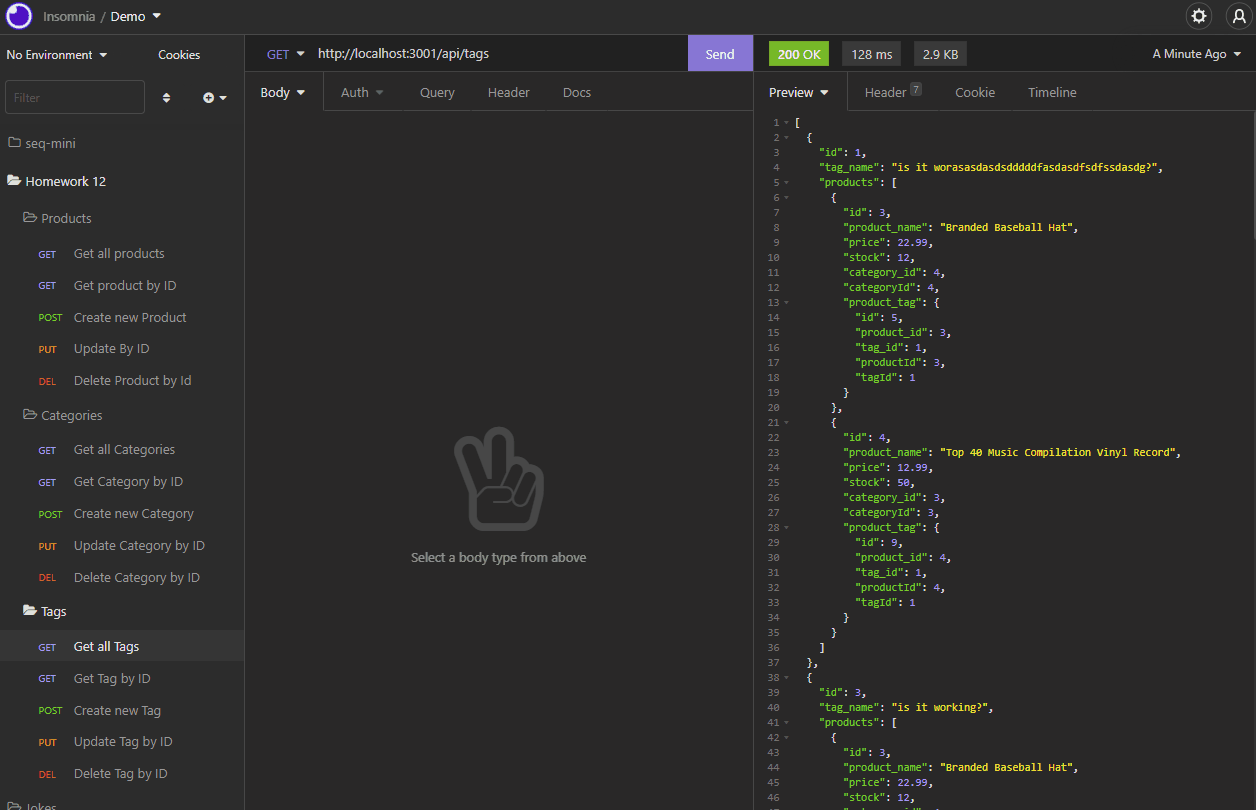 Insomnia / Demo
No Environment
Cookies
Filter
seq-mini
Homework 12
Products
GET Get all products
GET Get product by ID
POST Create new Product
PUT Update By ID
DEL Delete Product by Id
Categories
GET Get all Categories
GET Get Category by ID
POST Create new Category
PUT Update Category by ID
DEL Delete Category by ID
Tags
GET Get all Tags
GET Get Tag by ID
POST Create new Tag
PUT Update Tag by ID
DEL Delete Tag by ID
Jokes
GET http://localhost:3001/api/tags Send
Body Auth Query Header Docs
Select a body type from above
200 OK 128 ms 2.9 KB A Minute Ago
Preview Header 7 Cookie Timeline
1 [
2 {
3 "id": 1,
4 "tag_name": "is it worasasdasdsdddddfasdasdfsdfssdasdg?",
5 "products": [
6 {
7 "id": 3,
8 "product_name": "Branded Baseball Hat",
9 "price": 22.99,
10 "stock": 12,
11 "category_id": 4,
12 "categoryId": 4,
13 "product_tag": {
14 "id": 5,
15 "product_id": 3,
16 "tag_id": 1,
17 "productId": 3,
18 "tagId": 1
19 }
20 },
21 {
22 "id": 4,
23 "product_name": "Top 40 Music Compilation Vinyl Record",
24 "price": 12.99,
25 "stock": 50,
26 "category_id": 3,
27 "categoryId": 3,
28 "product_tag": {
29 "id": 9,
30 "product_id": 4,
31 "tag_id": 1,
32 "productId": 4,
33 "tagId": 1
34 }
35 }
36 ]
37 },
38 {
39 "id": 3,
40 "tag_name": "is it working?",
41 "products": [
42 {
43 "id": 3,
44 "product_name": "Branded Baseball Hat",
45 "price": 22.99,
46 "stock": 12,